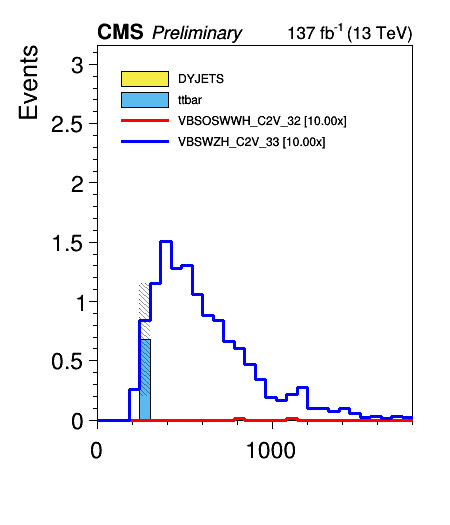 CMS Preliminary 137 fb-1 (13 TeV)
Events
3
2.5
2
1.5
1
0.5
0
DYJETS
ttbar
VBSOSWWH_C2V_32 [10.00x]
VBSWZH_C2V_33 [10.00x]
0 1000